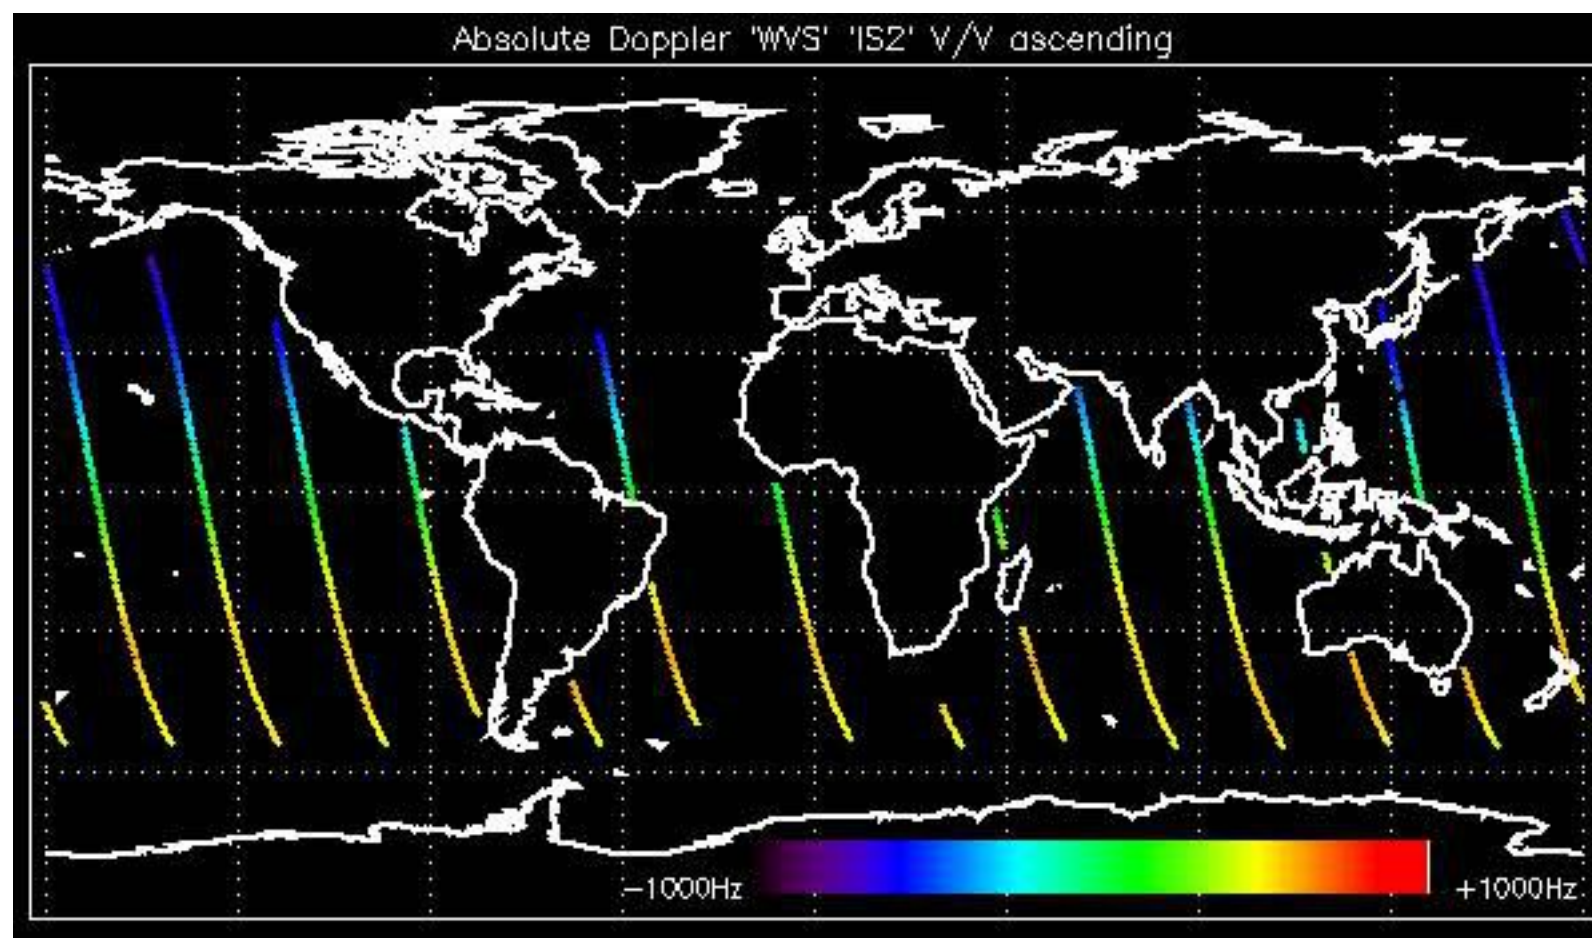 Absolute Doppler 'WVS' 'IS2' V/V ascending
-1000Hz +1000Hz